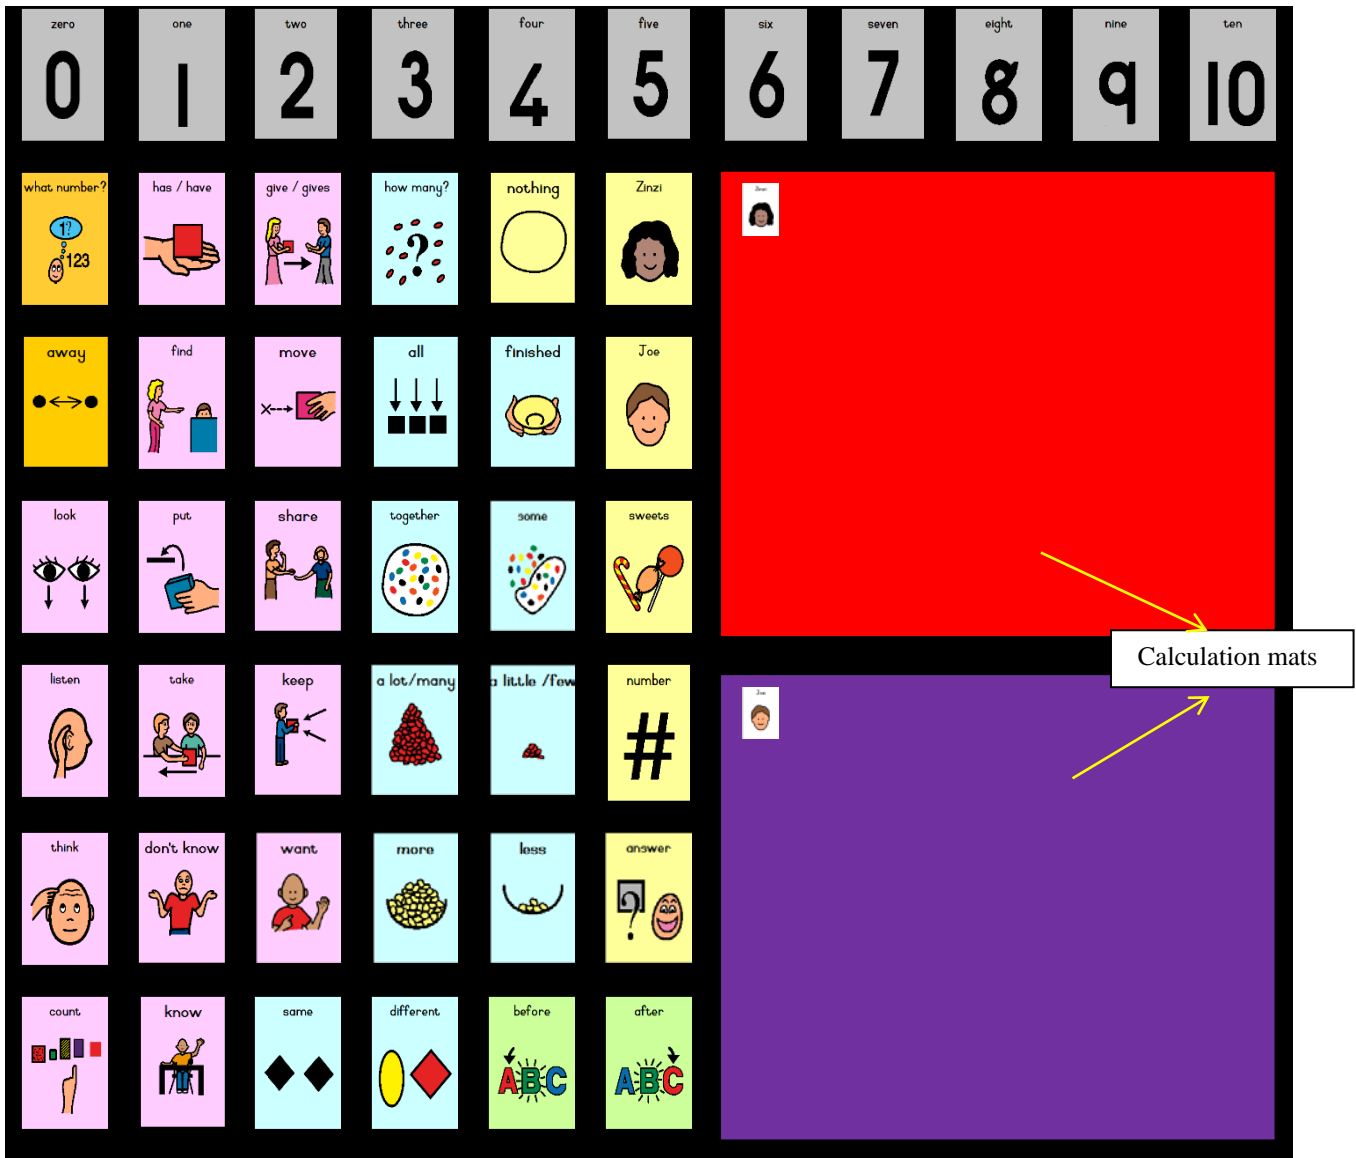 zero one two three four five six seven eight nine ten
0 1 2 3 4 5 6 7 8 9 10
what number? has / have give / gives how many? nothing Zinzi
1?
123
?
Zinzi
away find move all finished Joe
x
look put share together some sweets
listen take keep a lot/many a little /few number
#
Calculation mats
Joe
think don't know want more less answer
?
count know same different before after
ABC ABC